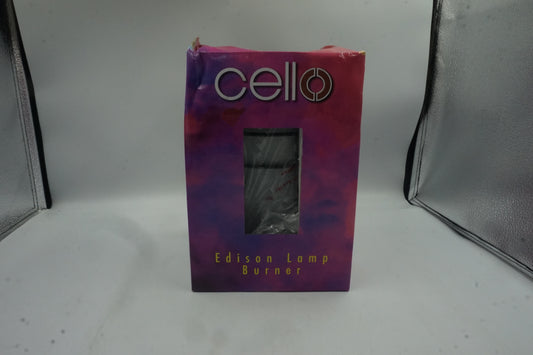 cello
Edison Lamp
Burner